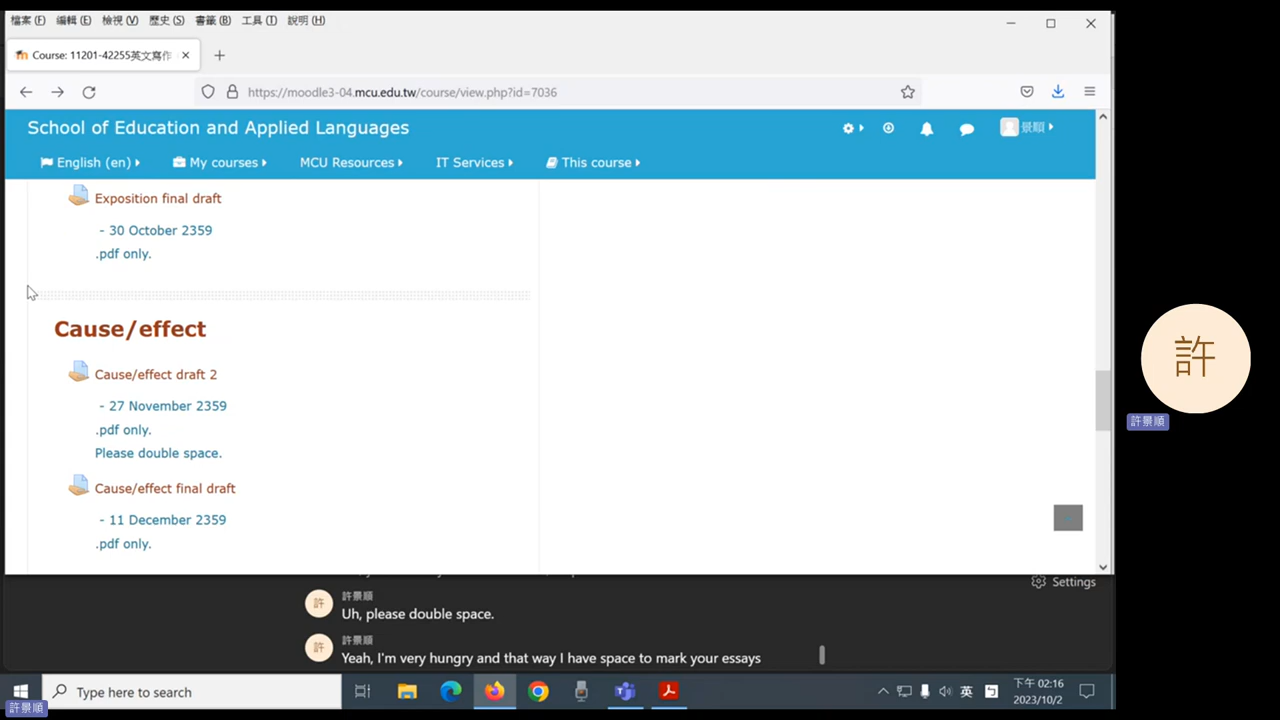 檔案(F) 編輯(E) 檢視(V) 歷史(S) 書籤(B) 工具(T) 說明(H)
Course: 11201-42255英文寫作
https://moodle3-04.mcu.edu.tw/course/view.php?id=7036
School of Education and Applied Languages
景順
English (en) My courses MCU Resources IT Services This course
Exposition final draft
- 30 October 2359
.pdf only.
Cause/effect
Cause/effect draft 2
- 27 November 2359
.pdf only.
Please double space.
Cause/effect final draft
- 11 December 2359
.pdf only.
許
許景順
Settings
許 許景順
Uh, please double space.
許 許景順
Yeah, I'm very hungry and that way I have space to mark your essays
Type here to search
英
下午 02:16
2023/10/2
許景順